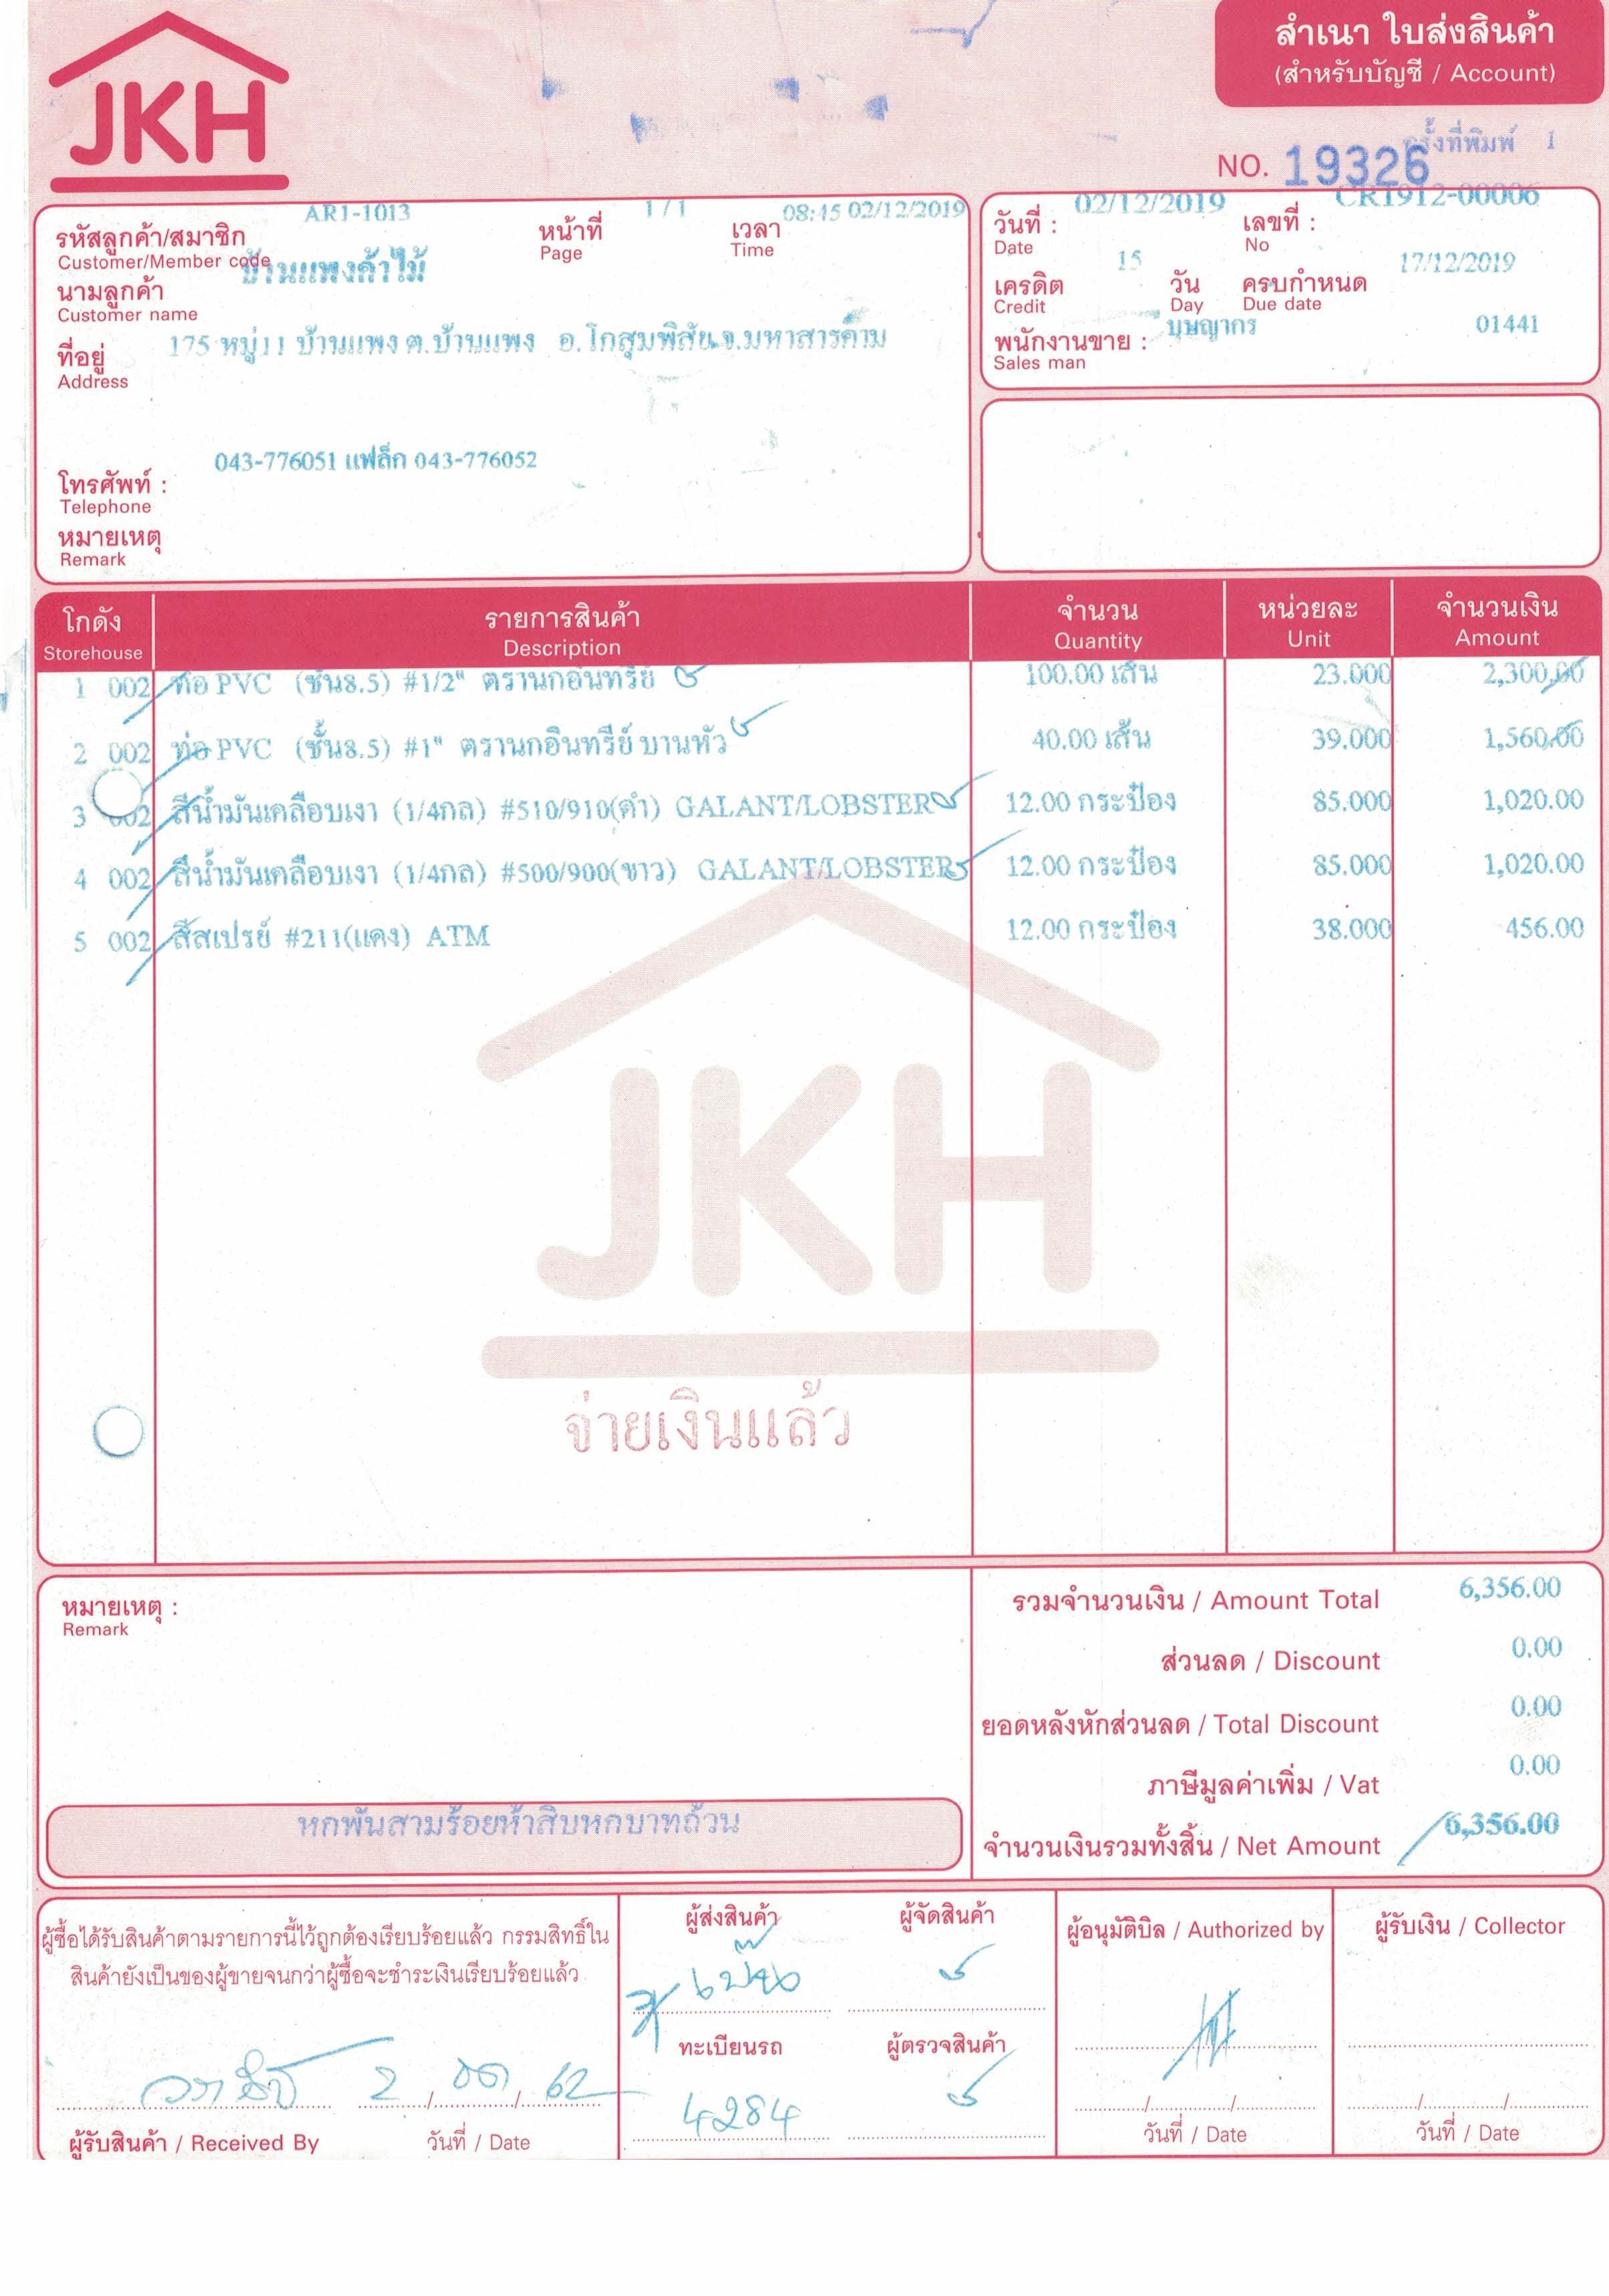 JKH
สำเนา ใบส่งสินค้า
(สำหรับบัญชี / Account)
ครั้งที่พิมพ์ 1
NO. 19326
รหัสลูกค้า/สมาชิก AR1-1013 หน้าที่ 1 / 1 เวลา 08:45 02/12/2019
Customer/Member code Page Time
นามลูกค้า บ้านแพงค้าไม้
Customer name
ที่อยู่ 175 หมู่11 บ้านแพง ต.บ้านแพง อ.โกสุมพิสัย.จ.มหาสารคาม
Address
โทรศัพท์ : 043-776051 แฟล็ก 043-776052
Telephone
หมายเหตุ
Remark
วันที่ : 02/12/2019 เลขที่ : CR1912-00006
Date No
เครดิต 15 วัน ครบกำหนด 17/12/2019
Credit Day Due date
พนักงานขาย : บุษญากร 01441
Sales man
โกดัง รายการสินค้า จำนวน หน่วยละ จำนวนเงิน
Storehouse Description Quantity Unit Amount
1 002 ท่อ PVC (ชั้น8.5) #1/2" ตรานกอินทรีย์ 100.00 เส้น 23.000 2,300.00
2 002 ท่อ PVC (ชั้น8.5) #1" ตรานกอินทรีย์ บานหัว 40.00 เส้น 39.000 1,560.00
3 002 สีน้ำมันเคลือบเงา (1/4กล) #510/910(ดำ) GALANT/LOBSTER 12.00 กระป๋อง 85.000 1,020.00
4 002 สีน้ำมันเคลือบเงา (1/4กล) #500/900(ขาว) GALANT/LOBSTER 12.00 กระป๋อง 85.000 1,020.00
5 002 สีสเปรย์ #211(แดง) ATM 12.00 กระป๋อง 38.000 456.00
JKH
จ่ายเงินแล้ว
หมายเหตุ :
Remark
รวมจำนวนเงิน / Amount Total 6,356.00
ส่วนลด / Discount 0.00
ยอดหลังหักส่วนลด / Total Discount 0.00
ภาษีมูลค่าเพิ่ม / Vat 0.00
หกพันสามร้อยห้าสิบหกบาทถ้วน
จำนวนเงินรวมทั้งสิ้น / Net Amount 6,356.00
ผู้ซื้อได้รับสินค้าตามรายการนี้ไว้ถูกต้องเรียบร้อยแล้ว กรรมสิทธิ์ใน
สินค้ายังเป็นของผู้ขายจนกว่าผู้ซื้อจะชำระเงินเรียบร้อยแล้ว
2 / ธค / 62
ผู้รับสินค้า / Received By วันที่ / Date
ผู้ส่งสินค้า ผู้จัดสินค้า
ทะเบียนรถ ผู้ตรวจสินค้า
4284
ผู้อนุมัติบิล / Authorized by
วันที่ / Date
ผู้รับเงิน / Collector
วันที่ / Date